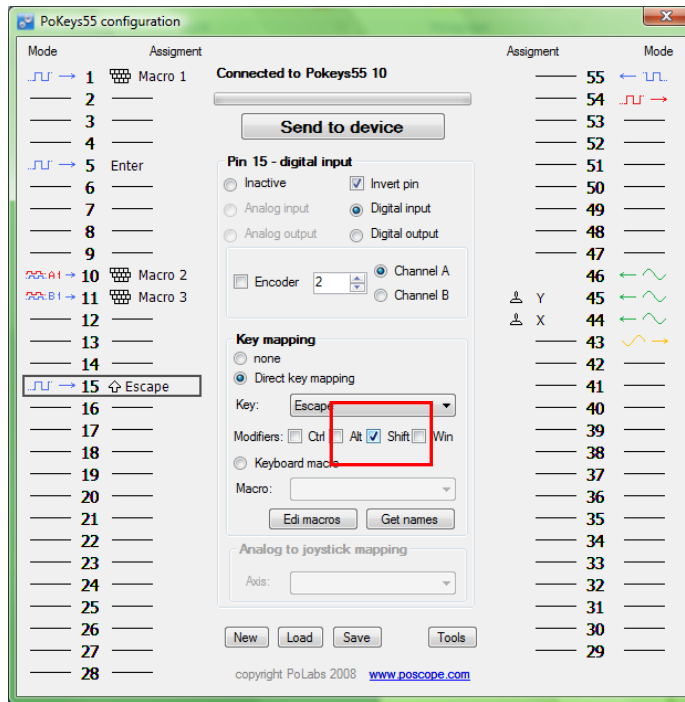 PoKeys55 configuration
Mode Assigment Assigment Mode
1 Macro 1 Connected to Pokeys55 10 55
2 54
3 Send to device 53
4 52
5 Enter Pin 15 - digital input 51
6 Inactive Invert pin 50
7 Analog input Digital input 49
8 Analog output Digital output 48
9 47
A1 10 Macro 2 Encoder 2 Channel A 46
B1 11 Macro 3 Channel B Y 45
12 X 44
13 Key mapping 43
14 none 42
15 Escape Direct key mapping 41
16 Key: Escape 40
17 Modifiers: Ctrl Alt Shift Win 39
18 Keyboard macro 38
19 Macro: 37
20 36
21 Edi macros Get names 35
22 Analog to joystick mapping 34
23 33
24 Axis: 32
25 31
26 New Load Save Tools 30
27 29
28 copyright PoLabs 2008 www.poscope.com